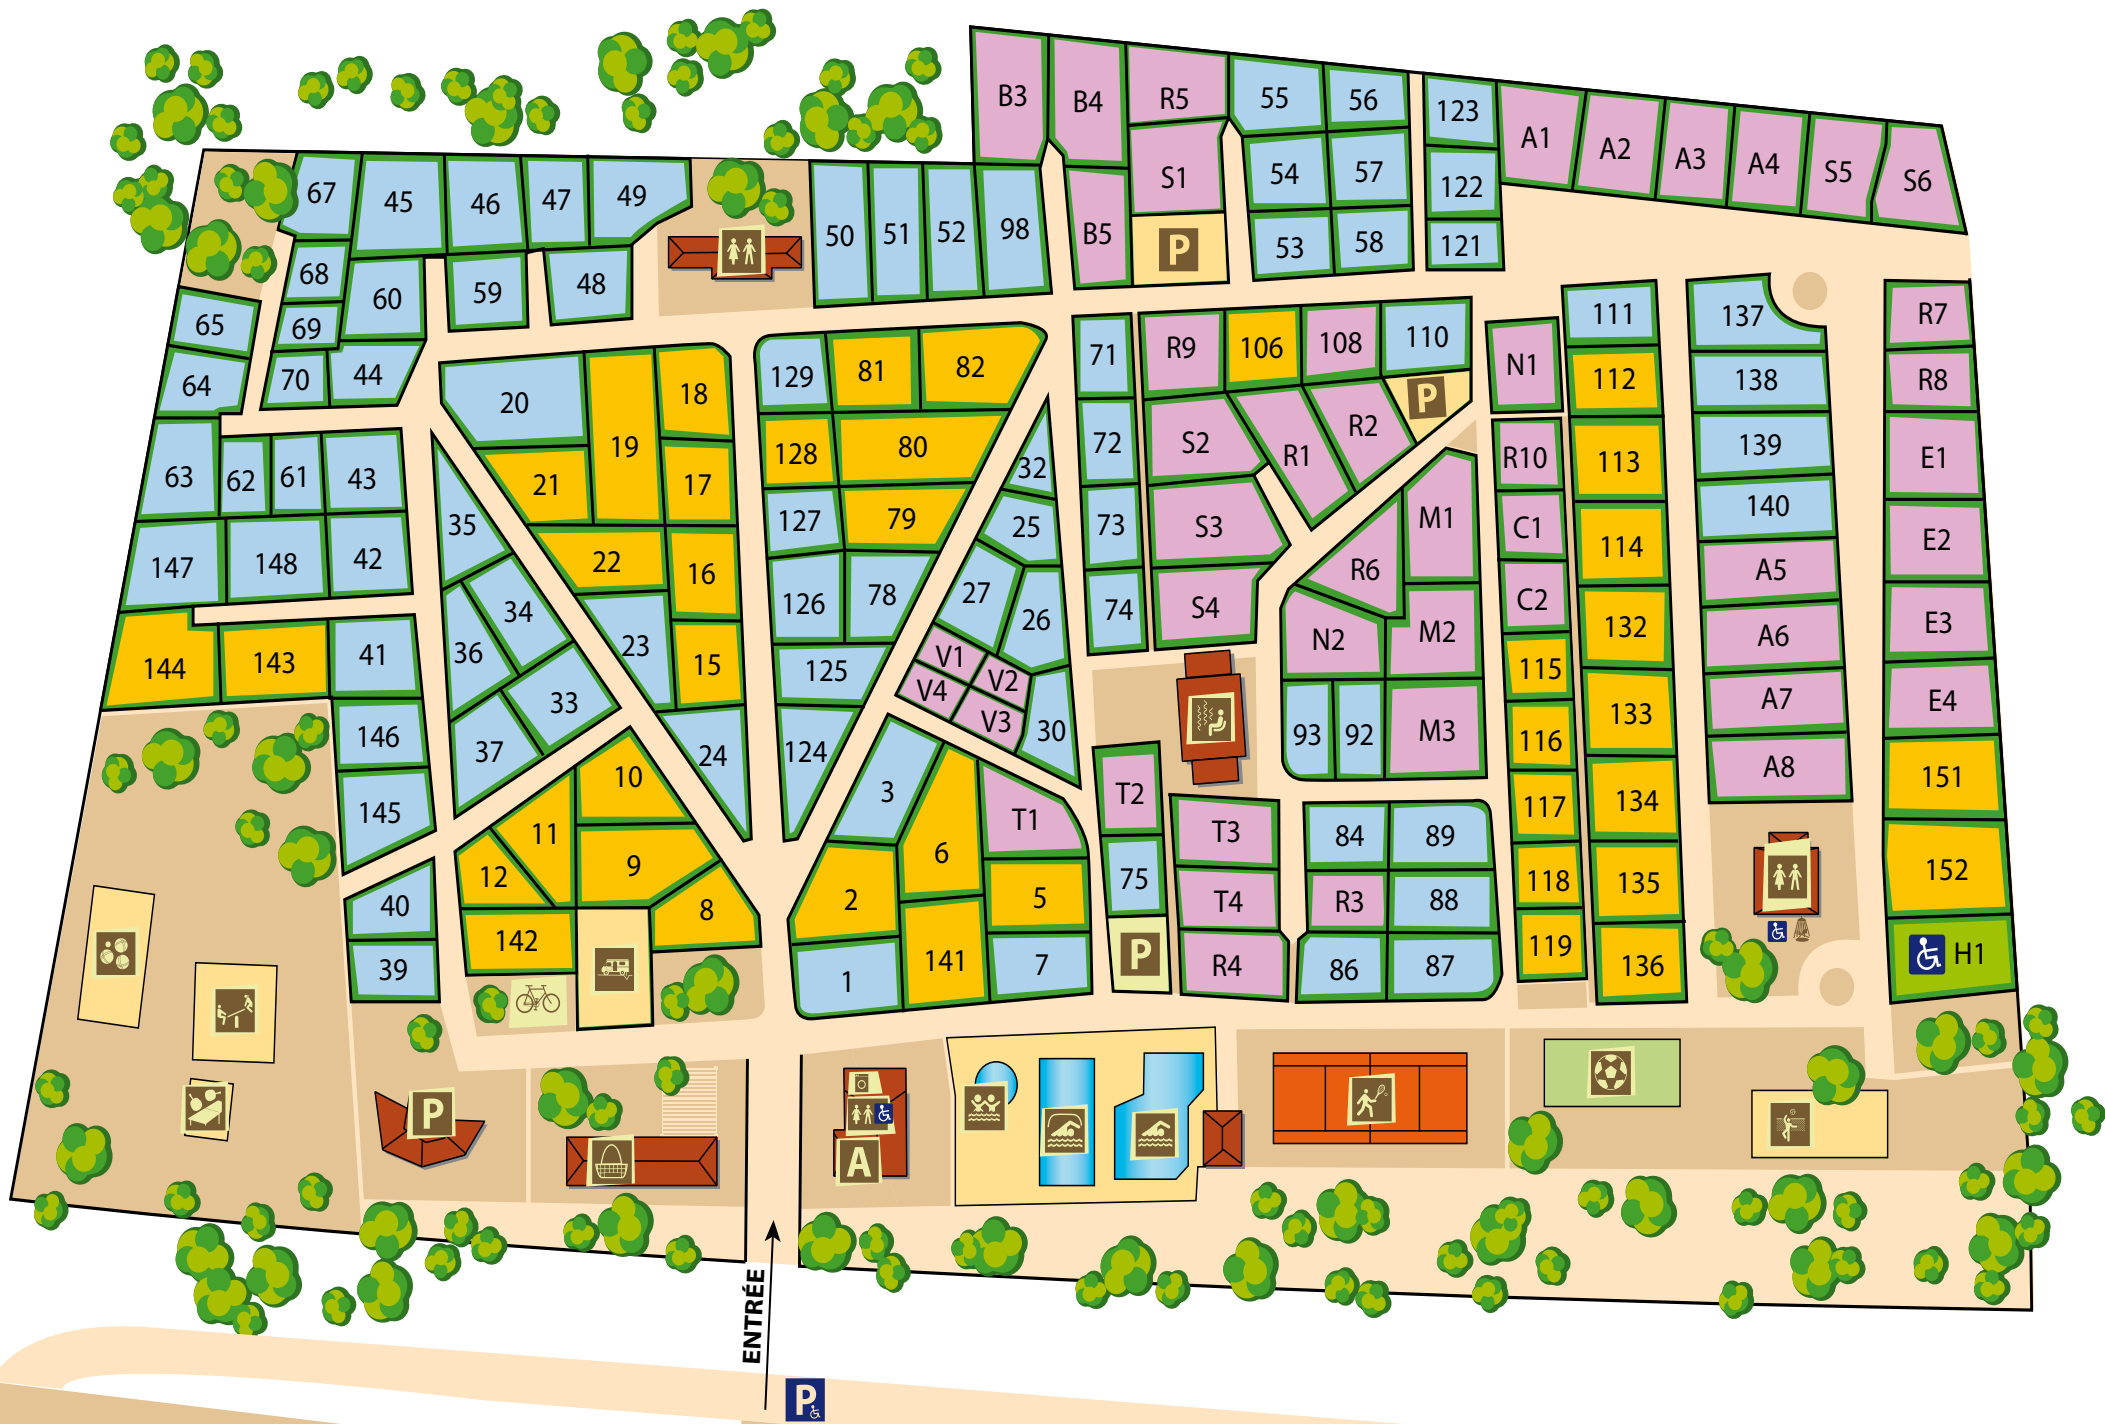 B3 B4 R5 55 56 123 A1 A2 A3 A4 S5 S6
67 45 46 47 49 50 51 52 98 B5 S1 54 57 122
P 53 58 121
68 60 59 48
65 69
64 70 44
20 19 18 129 81 82 71 R9 106 108 110 N1 111 137 R7
P 112 138 R8
63 62 61 43 35 21 17 128 80 32 72 S2 R1 R2 R10 113 139 E1
147 148 42 22 16 127 79 25 73 S3 M1 C1 114 140 E2
34 126 78 27 26 74 S4 R6 C2 A5
144 143 41 36 23 15 125 V1 V2 N2 M2 115 132 A6 E3
33 V4 V3 30
146 37 24 124 93 92 M3 116 133 A7 E4
145 10 3 T1 T2 T3 84 89 117 134 A8 151
12 11 9 6 75 T4 R3 88 118 135 152
40 142 8 2 5 P R4 86 87 119 136 H1
39 1 141 7
P
A
ENTRÉE
P